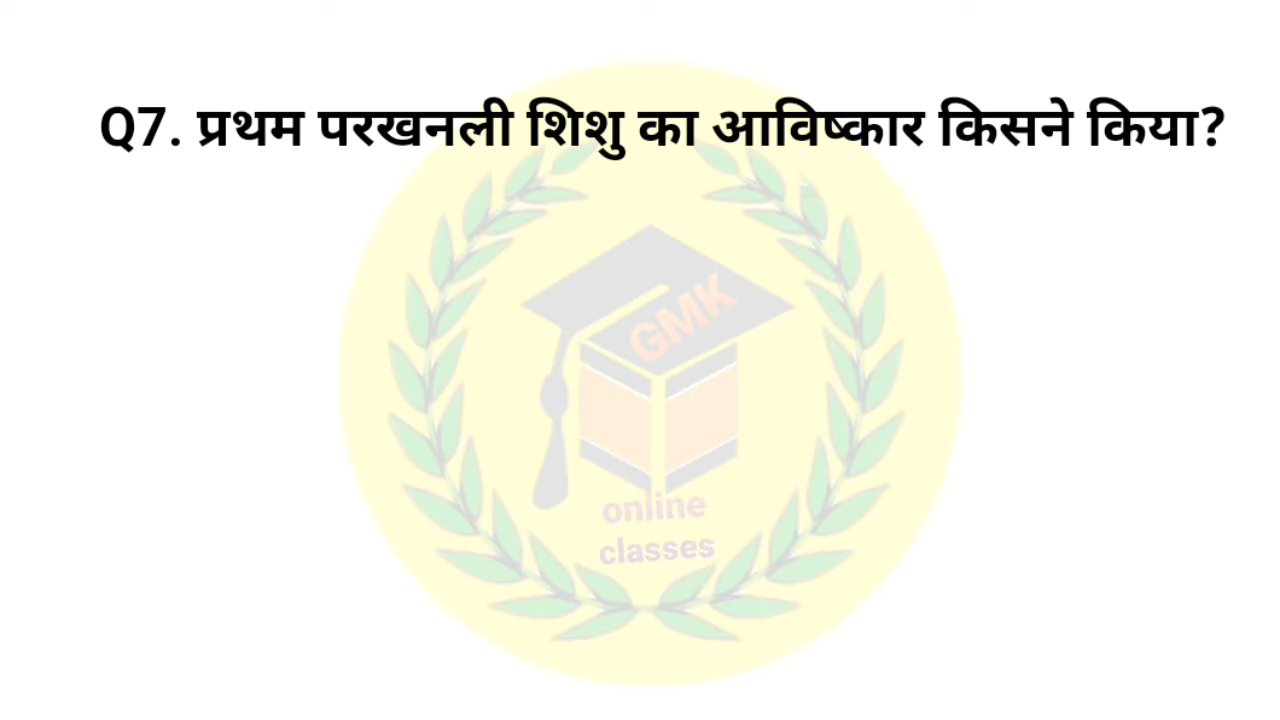 Q7. प्रथम परखनली शिशु का आविष्कार किसने किया?
GMK
online
classes